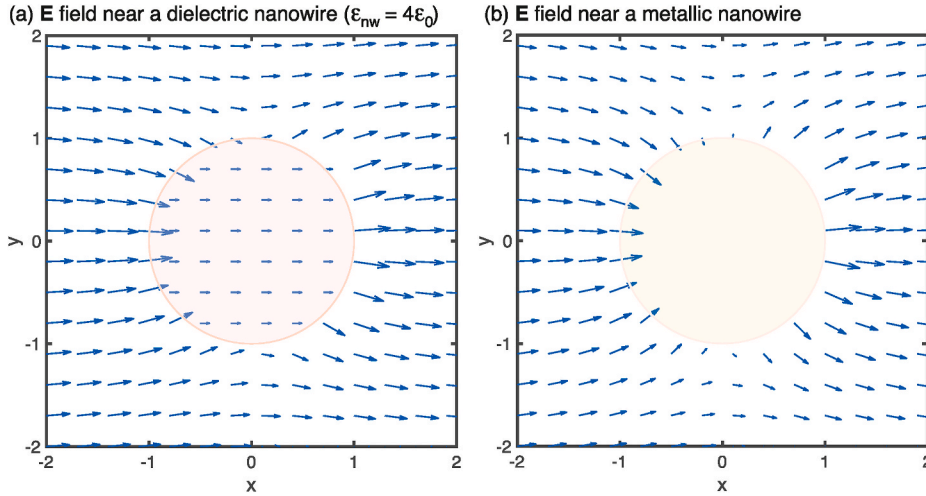 (a) E field near a dielectric nanowire (εnw = 4ε0)
2
1
y 0
-1
-2
-2 -1 0 1 2
x
(b) E field near a metallic nanowire
2
1
y 0
-1
-2
-2 -1 0 1 2
x